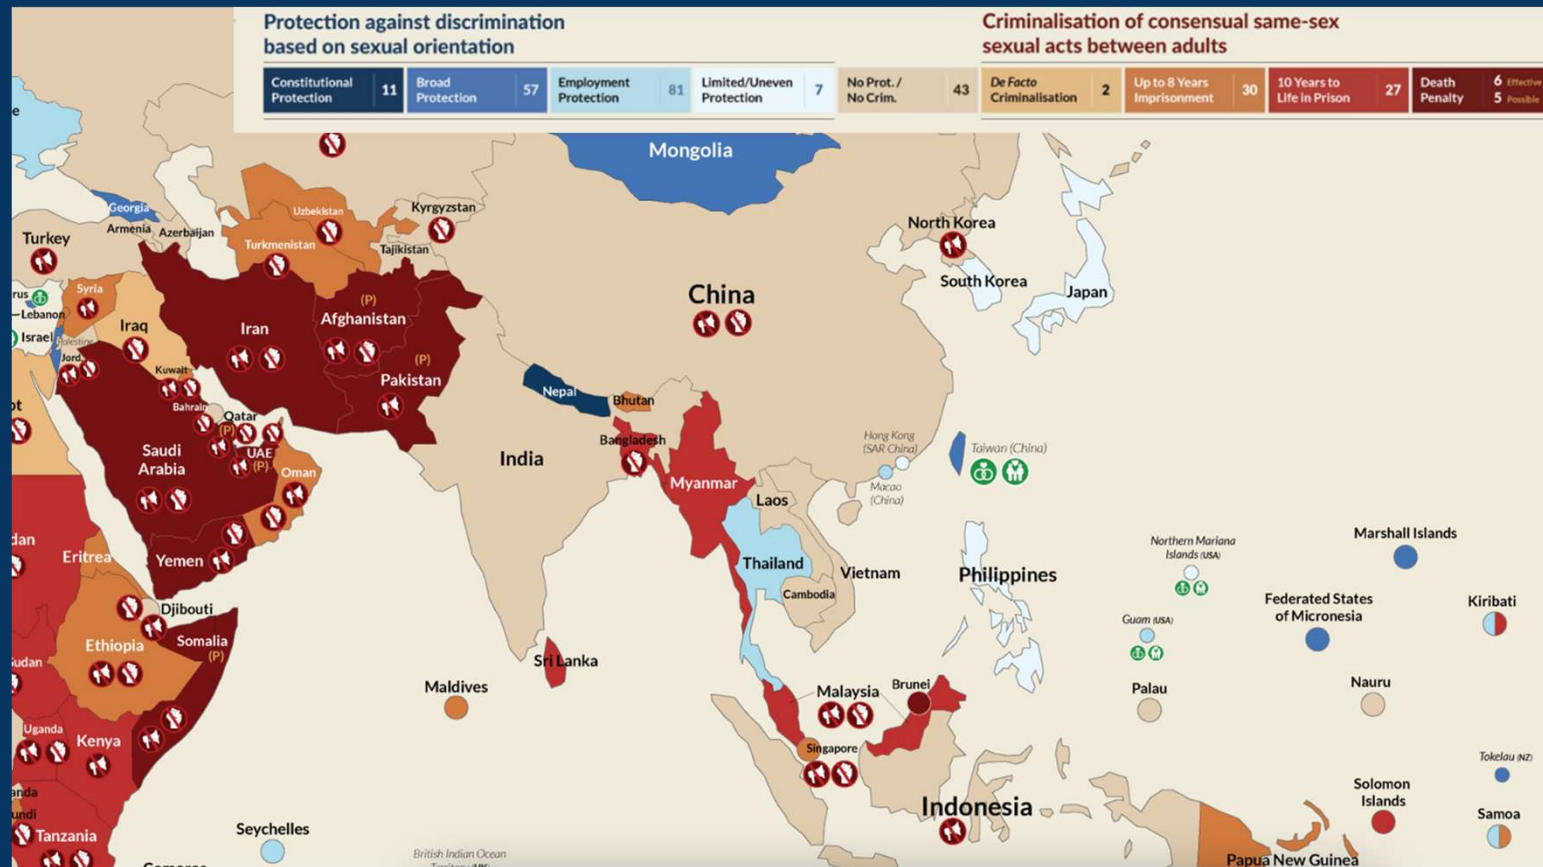 Protection against discrimination
based on sexual orientation
Criminalisation of consensual same-sex
sexual acts between adults
Constitutional
Protection
11
Broad
Protection
57
Employment
Protection
81
Limited/Uneven
Protection
7
No Prot. /
No Crim.
43
De Facto
Criminalisation
2
Up to 8 Years
Imprisonment
30
10 Years to
Life in Prison
27
Death
Penalty
6 Effective
5 Possible
Mongolia
Georgia
Armenia
Azerbaijan
Turkey
Uzbekistan
Turkmenistan
Kyrgyzstan
Tajikistan
North Korea
South Korea
Japan
China
Syria
Lebanon
Israel
Palestine
Jord.
Iraq
Iran
(P)
Afghanistan
(P)
Pakistan
Kuwait
Bahrain
Qatar
(P)
UAE
(P)
Saudi
Arabia
Oman
Yemen
Nepal
Bhutan
Bangladesh
India
Myanmar
Laos
Thailand
Vietnam
Cambodia
Hong Kong
(SAR China)
Macao
(China)
Taiwan (China)
Philippines
Northern Mariana
Islands (USA)
Guam (USA)
Marshall Islands
Federated States
of Micronesia
Kiribati
Palau
Nauru
Eritrea
Djibouti
Ethiopia
Somalia
(P)
Uganda
Kenya
Tanzania
Sri Lanka
Maldives
Malaysia
Brunei
Singapore
Indonesia
Seychelles
British Indian Ocean
Tokelau (NZ)
Solomon
Islands
Samoa
Papua New Guinea